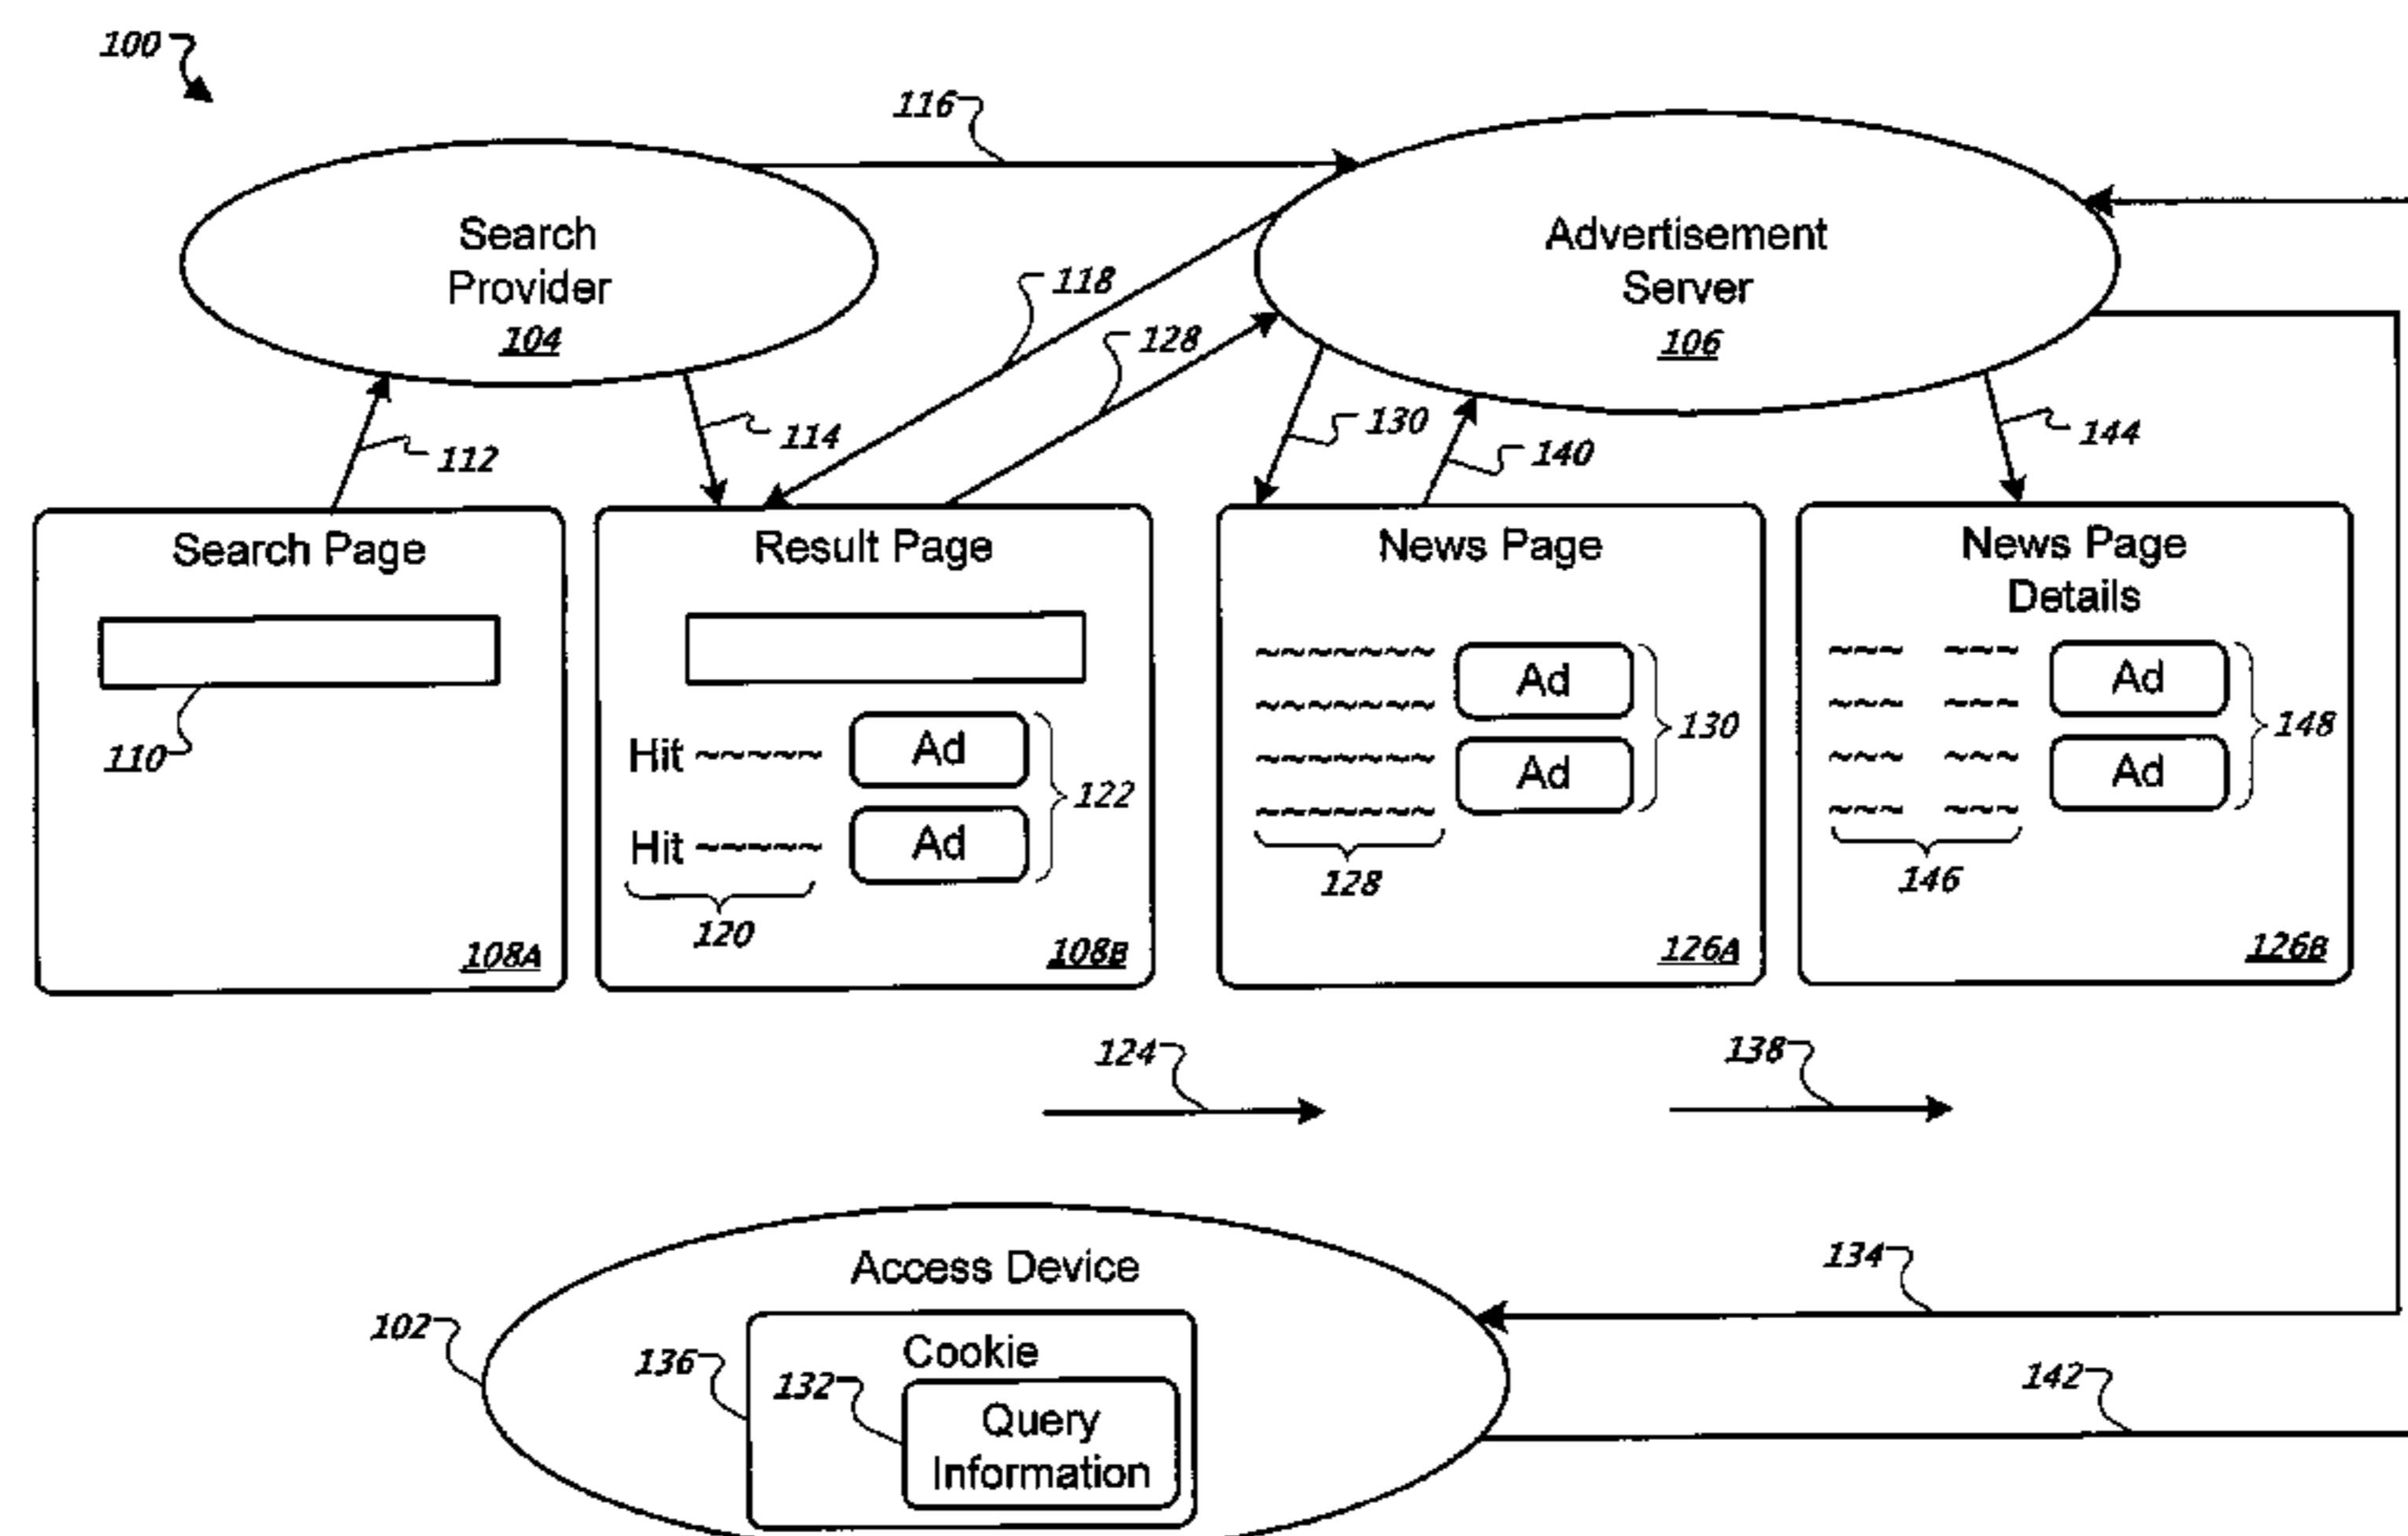 100
116
Search
Provider
104
Advertisement
Server
106
118
128
112
114
130
140
144
Search Page
110
108A
Result Page
Hit ~~~~~
Ad
Hit ~~~~~
Ad
122
120
108B
News Page
~~~~~~~
Ad
~~~~~~~
~~~~~~~
Ad
~~~~~~~
130
128
126A
News Page
Details
~~~ ~~~
Ad
~~~ ~~~
~~~ ~~~
Ad
~~~ ~~~
148
146
126B
124
138
Access Device
102
136
Cookie
132
Query
Information
134
142